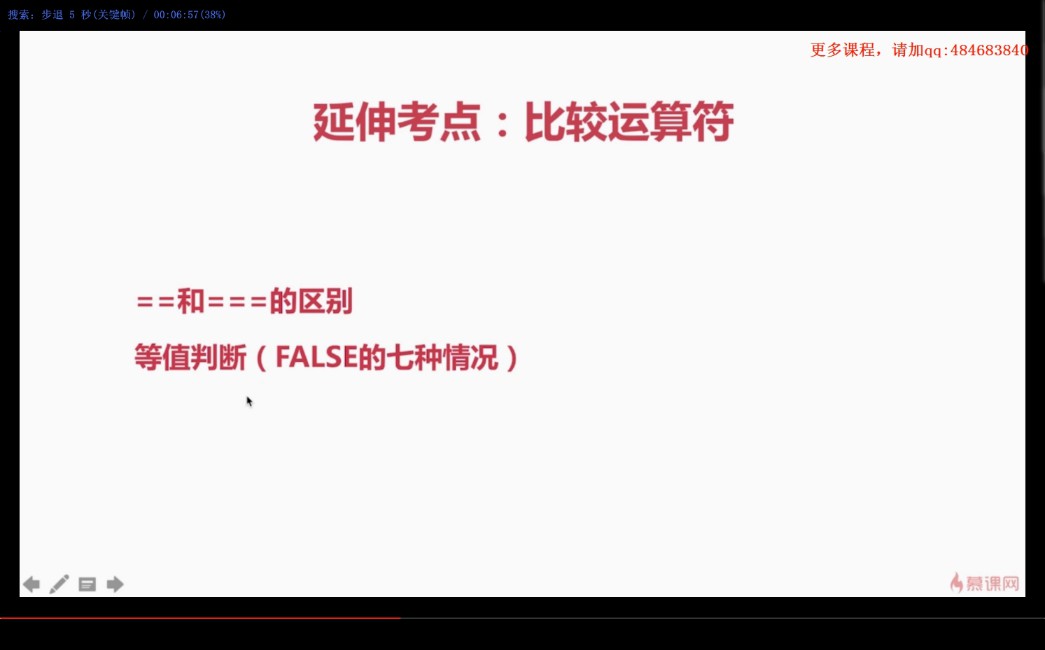 搜索: 步退 5 秒(关键帧) / 00:06:57(38%)
更多课程，请加qq:484683840
延伸考点：比较运算符
==和===的区别
等值判断（FALSE的七种情况）
慕课网